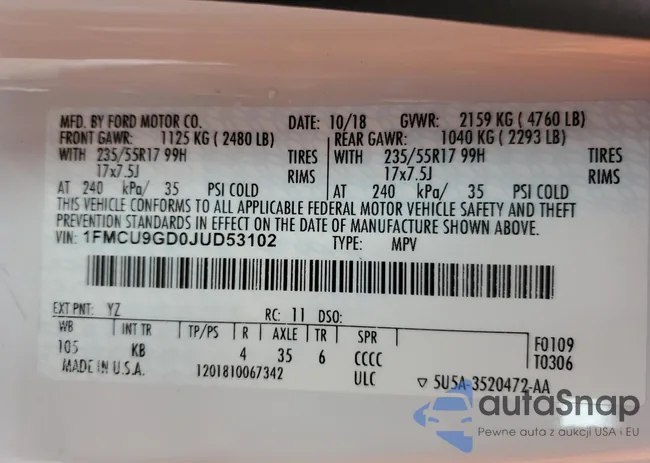 MFD. BY FORD MOTOR CO. DATE: 10/18 GVWR: 2159 KG ( 4760 LB)
FRONT GAWR: 1125 KG ( 2480 LB) REAR GAWR: 1040 KG ( 2293 LB)
WITH 235/55R17 99H TIRES WITH 235/55R17 99H TIRES
17x7.5J RIMS 17x7.5J RIMS
AT 240 kPa/ 35 PSI COLD AT 240 kPa/ 35 PSI COLD
THIS VEHICLE CONFORMS TO ALL APPLICABLE FEDERAL MOTOR VEHICLE SAFETY AND THEFT
PREVENTION STANDARDS IN EFFECT ON THE DATE OF MANUFACTURE SHOWN ABOVE.
VIN: 1FMCU9GD0JUD53102 TYPE: MPV
EXT PNT: YZ RC: 11 DSO:
WB INT TR TP/PS R AXLE TR SPR F0109
105 KB 4 35 6 CCCC T0306
MADE IN U.S.A. 1201810067342 ULC ▽ 5U5A-3520472-AA
autoSnap
Pewne auta z aukcji USA i EU